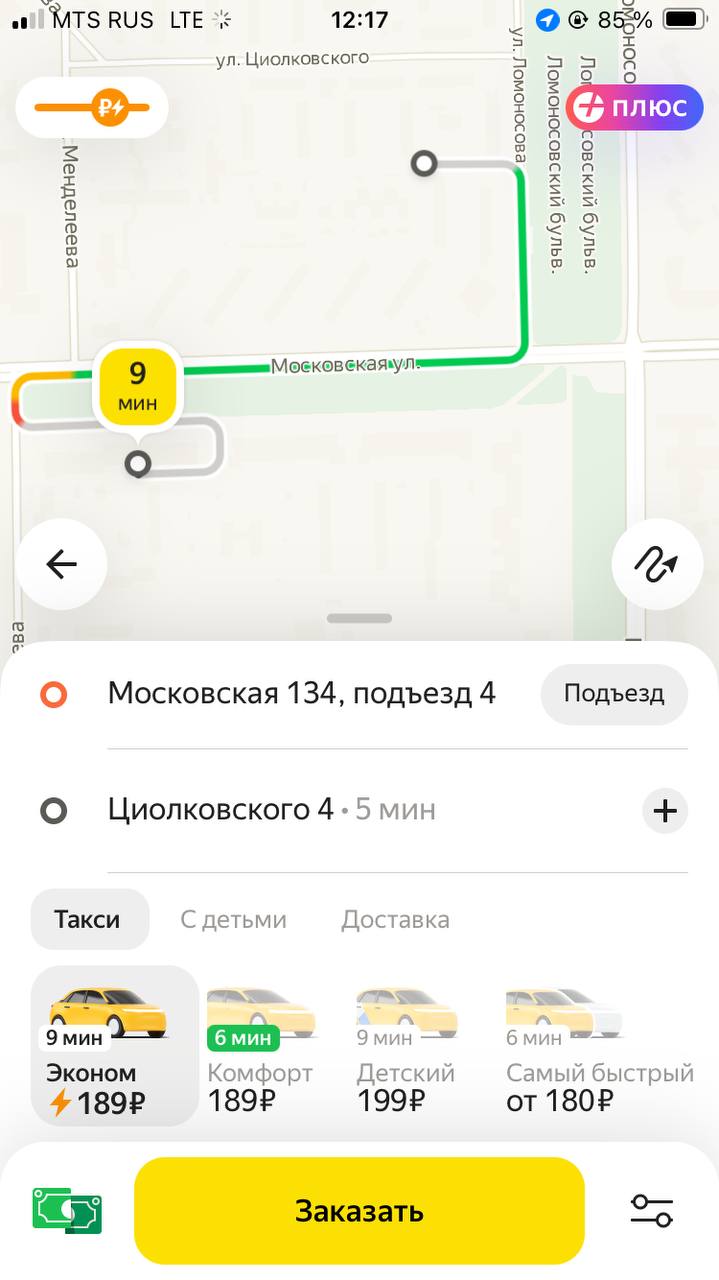 MTS RUS LTE 12:17 85 %
ул. Циолковского
ПЛЮС
ул. Ломоносова
Ломоносовский бульв.
Менделеева
9
мин
Московская ул.
Московская 134, подъезд 4 Подъезд
Циолковского 4 • 5 мин
Такси С детьми Доставка
9 мин 6 мин 9 мин 6 мин
Эконом Комфорт Детский Самый быстрый
189₽ 189₽ 199₽ от 180₽
Заказать